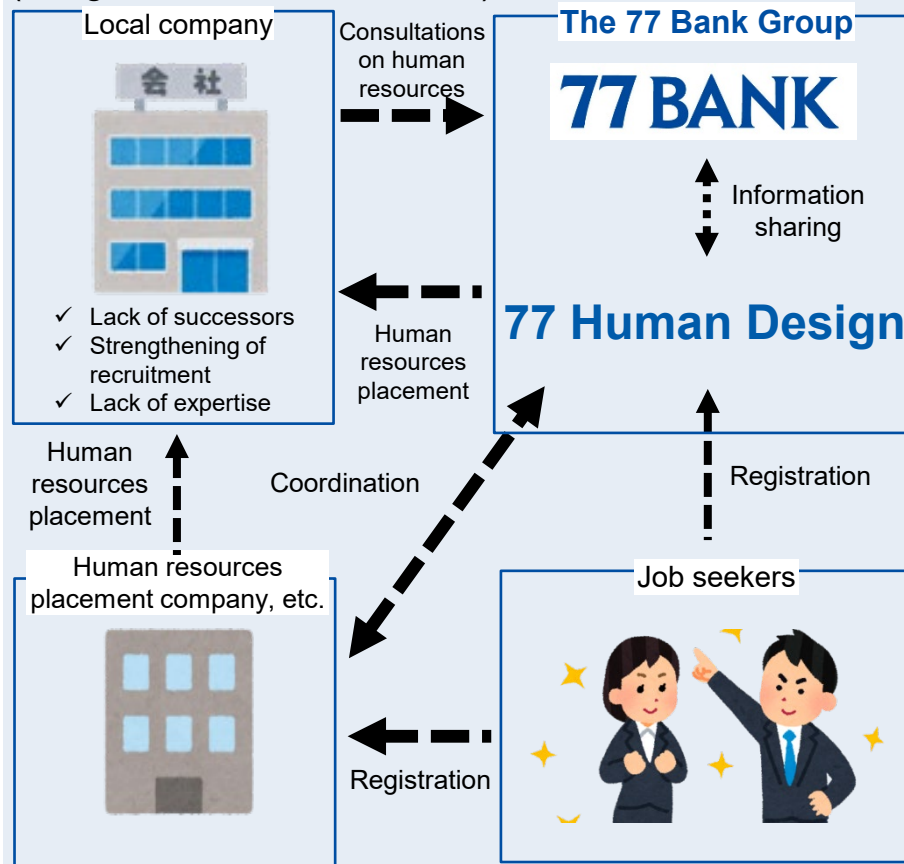 Local company
会社
Lack of successors
Strengthening of
recruitment
Lack of expertise
Consultations
on human
resources
The 77 Bank Group
77 BANK
Information
sharing
77 Human Design
Human
resources
placement
Human
resources
placement
Coordination
Registration
Human resources
placement company, etc.
Registration
Job seekers